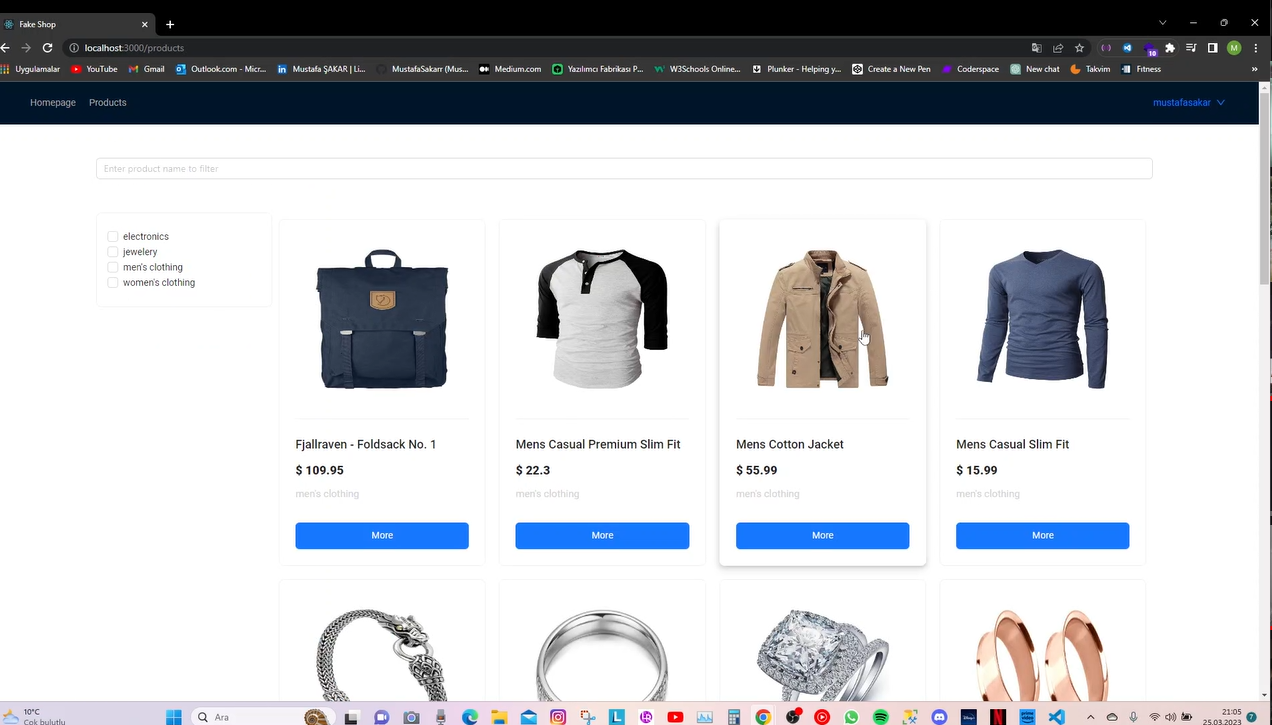 Fake Shop
localhost:3000/products
10
M
Uygulamalar
YouTube
Gmail
Outlook.com - Micr...
Mustafa ŞAKAR | Li...
MustafaSakarr (Mus...
Medium.com
Yazılımcı Fabrikası P...
W3Schools Online...
Plunker - Helping y...
Create a New Pen
Coderspace
New chat
Takvim
Fitness
»
Homepage
Products
mustafasakar
Enter product name to filter
electronics
jewelery
men's clothing
women's clothing
Fjallraven - Foldsack No. 1
$ 109.95
men's clothing
More
Mens Casual Premium Slim Fit
$ 22.3
men's clothing
More
Mens Cotton Jacket
$ 55.99
men's clothing
More
Mens Casual Slim Fit
$ 15.99
men's clothing
More
10°C
Çok bulutlu
Ara
21:05
25.03.2023